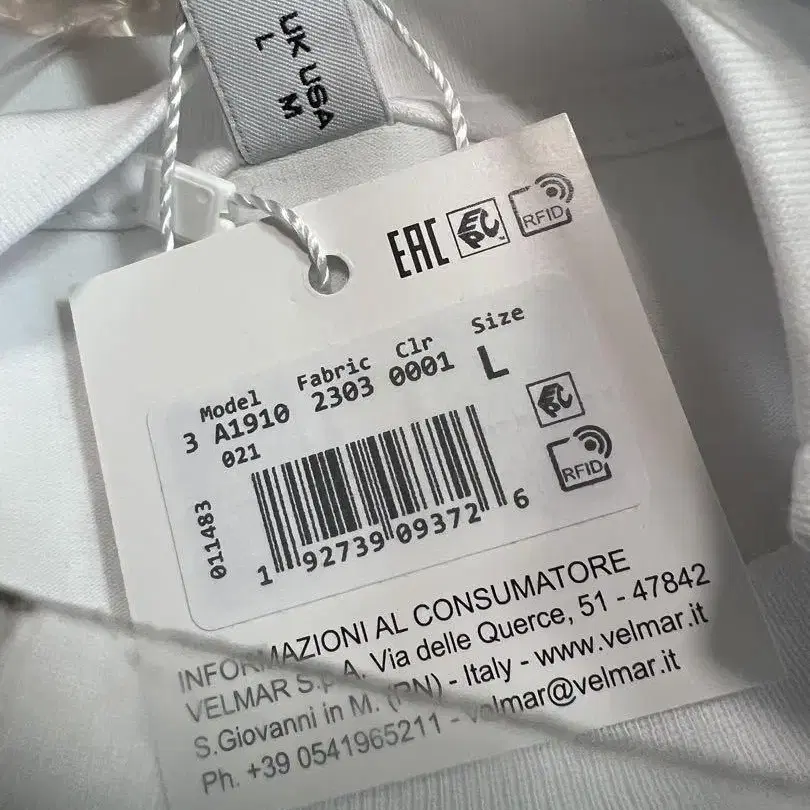 UK USA
L M
EAC EPC RFID
Model Fabric Clr Size
3 A1910 2303 0001 L
021
EPC
RFID
011483
1 92739 09372 6
INFORMAZIONI AL CONSUMATORE
VELMAR S.p.A. Via delle Querce, 51 - 47842
S.Giovanni in M. (RN) - Italy - www.velmar.it
Ph. +39 0541965211 - velmar@velmar.it